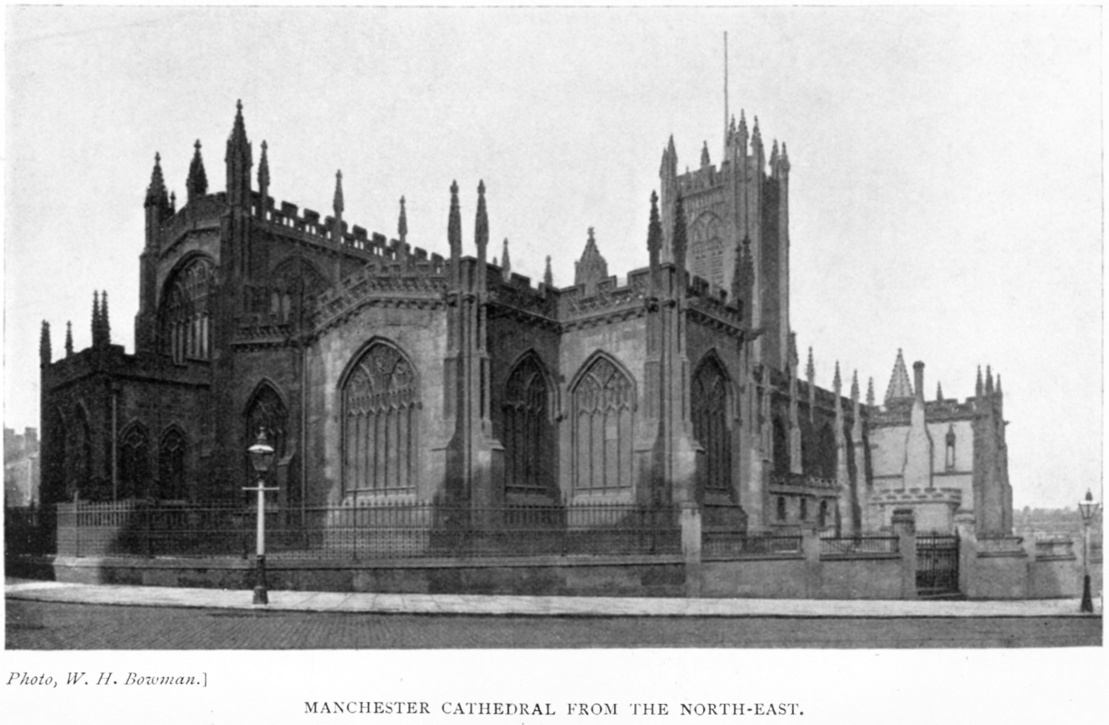 Photo, W. H. Bowman.]
MANCHESTER CATHEDRAL FROM THE NORTH-EAST.